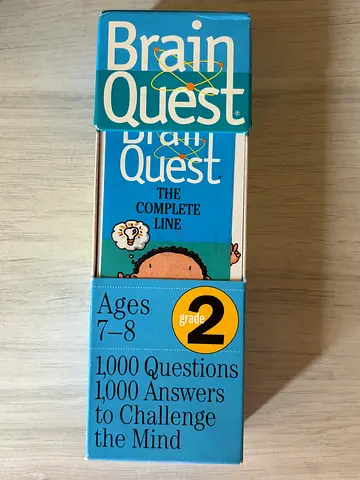 Brain
Quest®
Brain
Quest
THE
COMPLETE
LINE
Ages
7–8
grade 2
1,000 Questions
1,000 Answers
to Challenge
the Mind